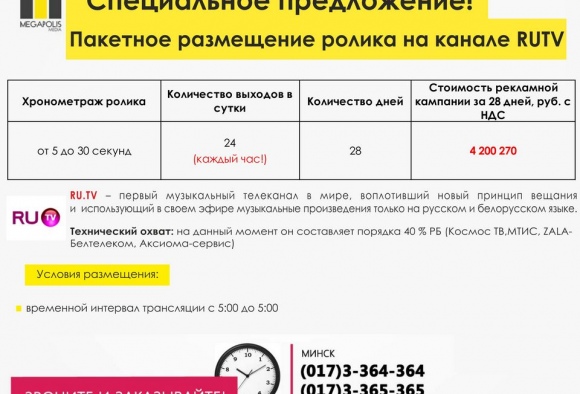 Специальное предложение!
MEGAPOLIS
MEDIA
Пакетное размещение ролика на канале RUTV
Хронометраж ролика
Количество выходов в
сутки
Количество дней
Стоимость рекламной
кампании за 28 дней, руб. с
НДС
от 5 до 30 секунд
24
(каждый час!)
28
4 200 270
RU.TV – первый музыкальный телеканал в мире, воплотивший новый принцип вещания
и использующий в своем эфире музыкальные произведения только на русском и белорусском языке.
RU TV
Технический охват: на данный момент он составляет порядка 40 % РБ (Космос ТВ,МТИС, ZALA-
Белтелеком, Аксиома-сервис)
Условия размещения:
временной интервал трансляции с 5:00 до 5:00
МИНСК
(017)3-364-364
(017)3-365-365
ЗВОНИТЕ И ЗАКАЗЫВАЙТЕ!